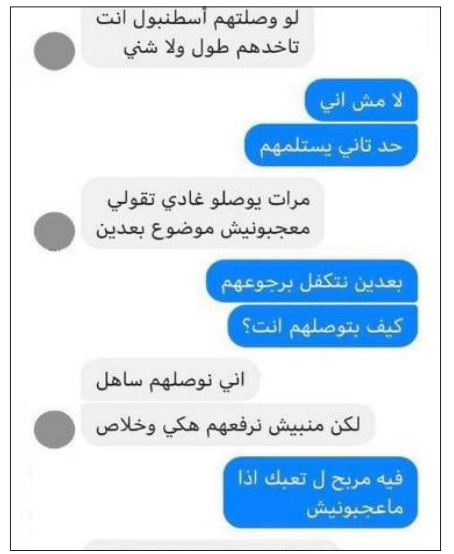 لو وصلتهم أسطنبول انت
تاخدهم طول ولا شني
لا مش اني
حد تاني يستلمهم
مرات يوصلو غادي تقولي
معجبونيش موضوع بعدين
بعدين نتكفل برجوعهم
كيف بتوصلهم انت؟
اني نوصلهم ساهل
لكن منبيش نرفعهم هكي وخلاص
فيه مربح ل تعبك اذا
ماعجبونيش